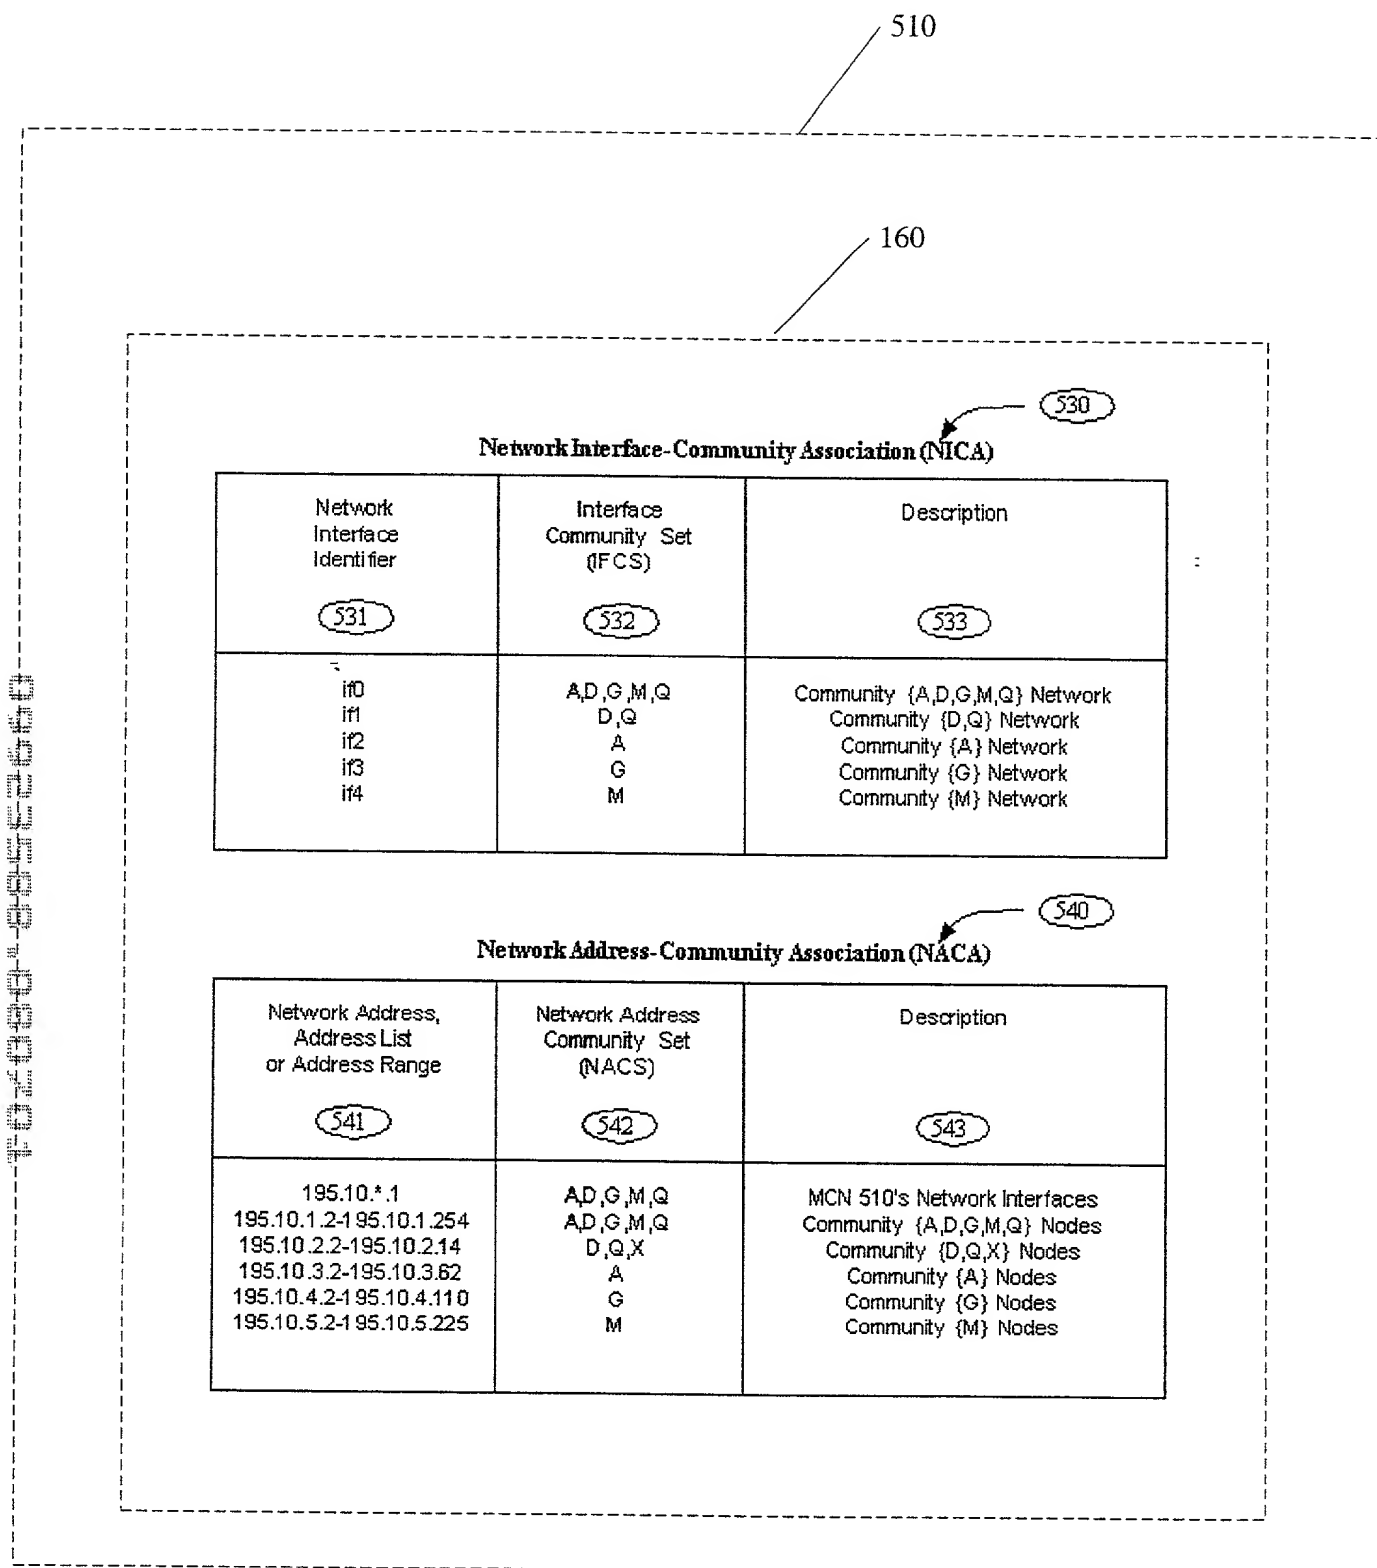 510
160
530
Network Interface-Community Association (NICA)
Network Interface Identifier
Interface Community Set (IFCS)
Description
531
532
533
if0 A,D,G,M,Q Community {A,D,G,M,Q} Network
if1 D,Q Community {D,Q} Network
if2 A Community {A} Network
if3 G Community {G} Network
if4 M Community {M} Network
540
Network Address-Community Association (NACA)
Network Address, Address List or Address Range
Network Address Community Set (NACS)
Description
541
542
543
195.10.*.1 A,D,G,M,Q MCN 510's Network Interfaces
195.10.1.2-195.10.1.254 A,D,G,M,Q Community {A,D,G,M,Q} Nodes
195.10.2.2-195.10.2.14 D,Q,X Community {D,Q,X} Nodes
195.10.3.2-195.10.3.62 A Community {A} Nodes
195.10.4.2-195.10.4.110 G Community {G} Nodes
195.10.5.2-195.10.5.225 M Community {M} Nodes